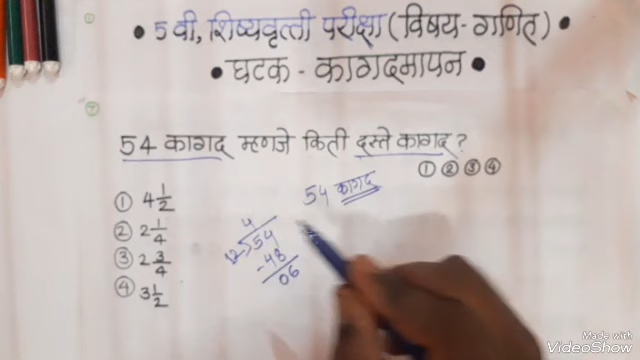 • 5 वी, शिष्यवृत्ती परीक्षा (विषय - गणित) •
• घटक - कागदमापन •
54 कागद म्हणजे किती दस्ते कागद ?
① ② ③ ④
① 4 1/2
② 2 1/4
③ 2 3/4
④ 3 1/2
54 कागद
4
12)54
-48
06
Made with
VideoShow